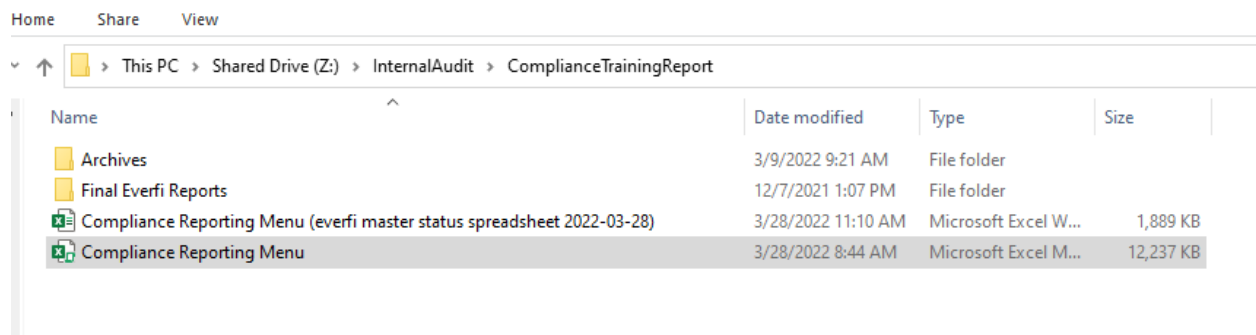 Home Share View
This PC > Shared Drive (Z:) > InternalAudit > ComplianceTrainingReport
Name Date modified Type Size
Archives 3/9/2022 9:21 AM File folder
Final Everfi Reports 12/7/2021 1:07 PM File folder
Compliance Reporting Menu (everfi master status spreadsheet 2022-03-28) 3/28/2022 11:10 AM Microsoft Excel W... 1,889 KB
Compliance Reporting Menu 3/28/2022 8:44 AM Microsoft Excel M... 12,237 KB